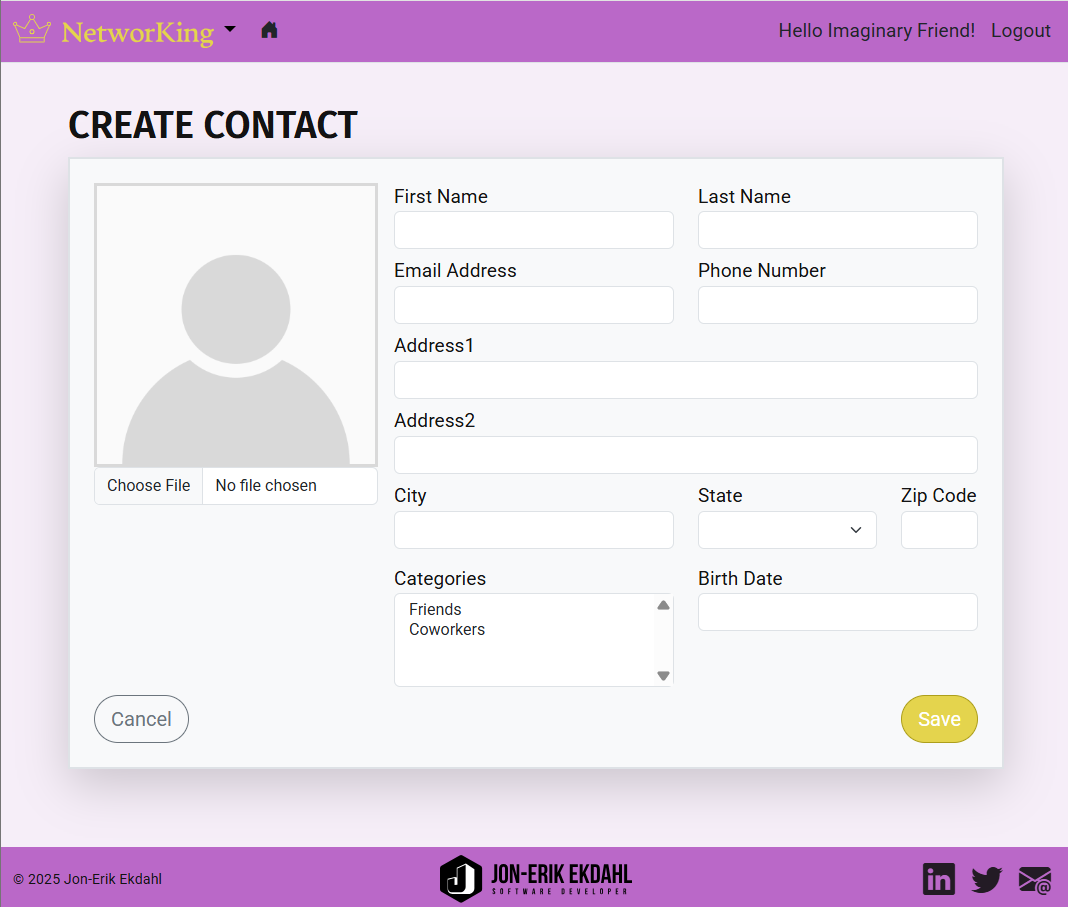 NetworKing
Hello Imaginary Friend! Logout
CREATE CONTACT
First Name Last Name
Email Address Phone Number
Address1
Address2
Choose File No file chosen
City State Zip Code
Categories Birth Date
Friends
Coworkers
Cancel Save
© 2025 Jon-Erik Ekdahl
JON-ERIK EKDAHL
SOFTWARE DEVELOPER
in
@